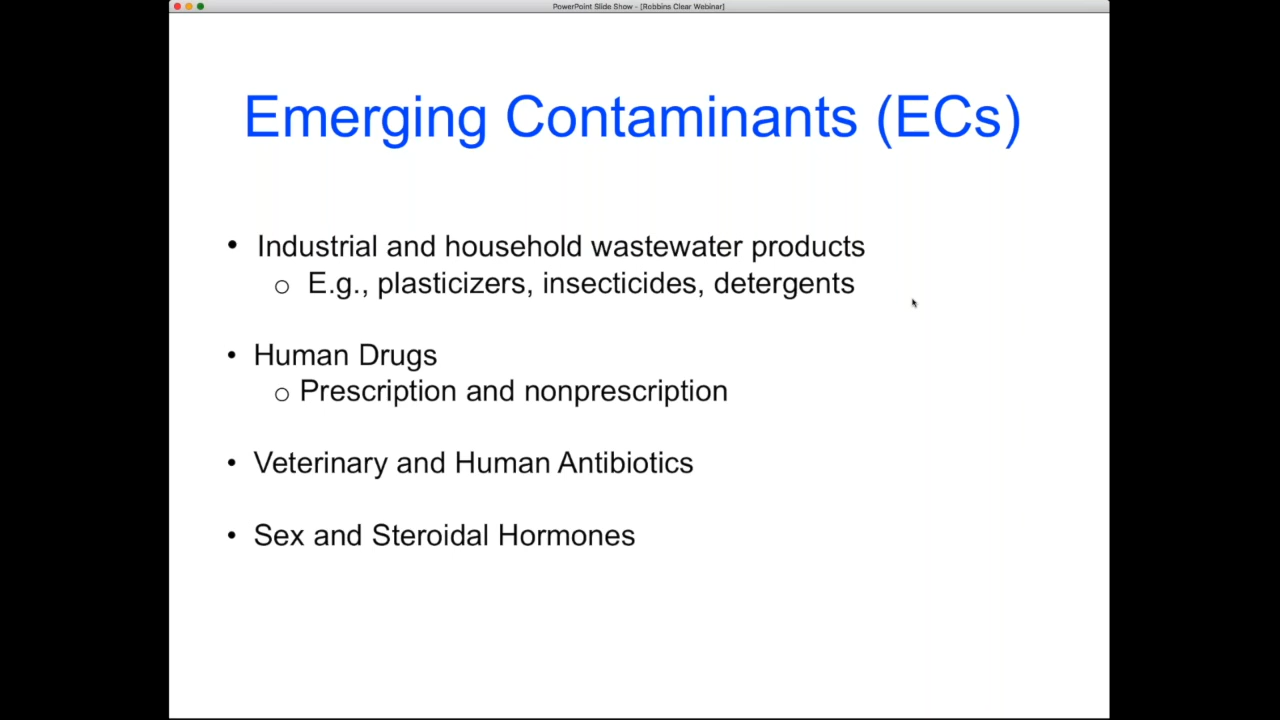 PowerPoint Slide Show - [Robbins Clear Webinar]
Emerging Contaminants (ECs)
• Industrial and household wastewater products
o E.g., plasticizers, insecticides, detergents
• Human Drugs
o Prescription and nonprescription
• Veterinary and Human Antibiotics
• Sex and Steroidal Hormones